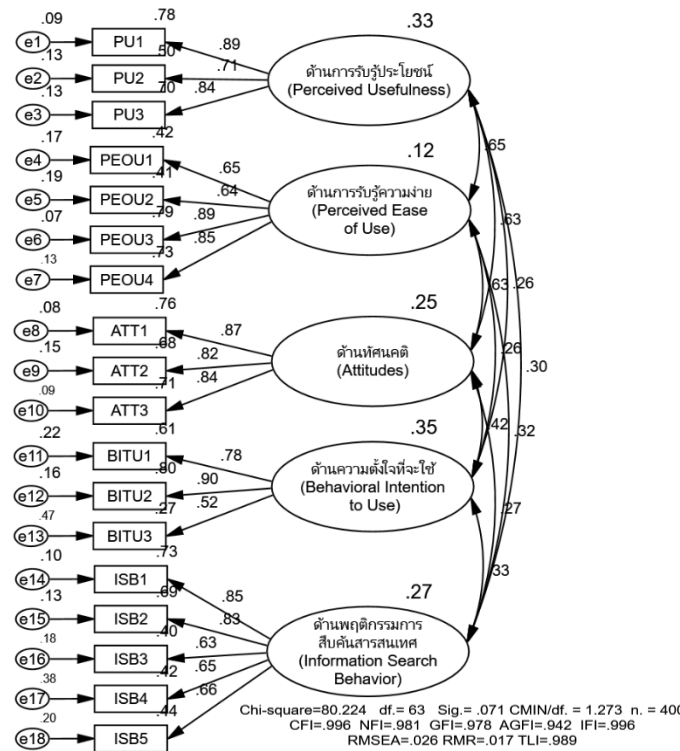 .09 .78 .33
e1 PU1 .89
.13 .50 .71
e2 PU2
.13 .70 .84
e3 PU3
ด้านการรับรู้ประโยชน์
(Perceived Usefulness)
.17 .42 .12 .65
e4 PEOU1 .65
.19 .41 .64
e5 PEOU2
.07 .79 .89
e6 PEOU3
.73 .85
.13
e7 PEOU4
ด้านการรับรู้ความง่าย
(Perceived Ease
of Use)
.63
.63 .26
.08 .76 .25
e8 ATT1 .87
.15 .68 .82
e9 ATT2
.71 .84
.09
e10 ATT3
ด้านทัศนคติ
(Attitudes)
.26 .30
.42 .32
.22 .61 .35
e11 BITU1 .78
.16 .80 .90
e12 BITU2
.27 .52
.47
e13 BITU3
ด้านความตั้งใจที่จะใช้
(Behavioral Intention
to Use)
.27
.33
.10 .73 .27
e14 ISB1 .85
.13 .69 .83
e15 ISB2
.40 .63
.18
e16 ISB3
.42 .65
.38
e17 ISB4
.44 .66
.20
e18 ISB5
ด้านพฤติกรรมการ
สืบค้นสารสนเทศ
(Information Search
Behavior)
Chi-square=80.224 df.= 63 Sig.= .071 CMIN/df. = 1.273 n. = 400
CFI=.996 NFI=.981 GFI=.978 AGFI=.942 IFI=.996
RMSEA=.026 RMR=.017 TLI=.989